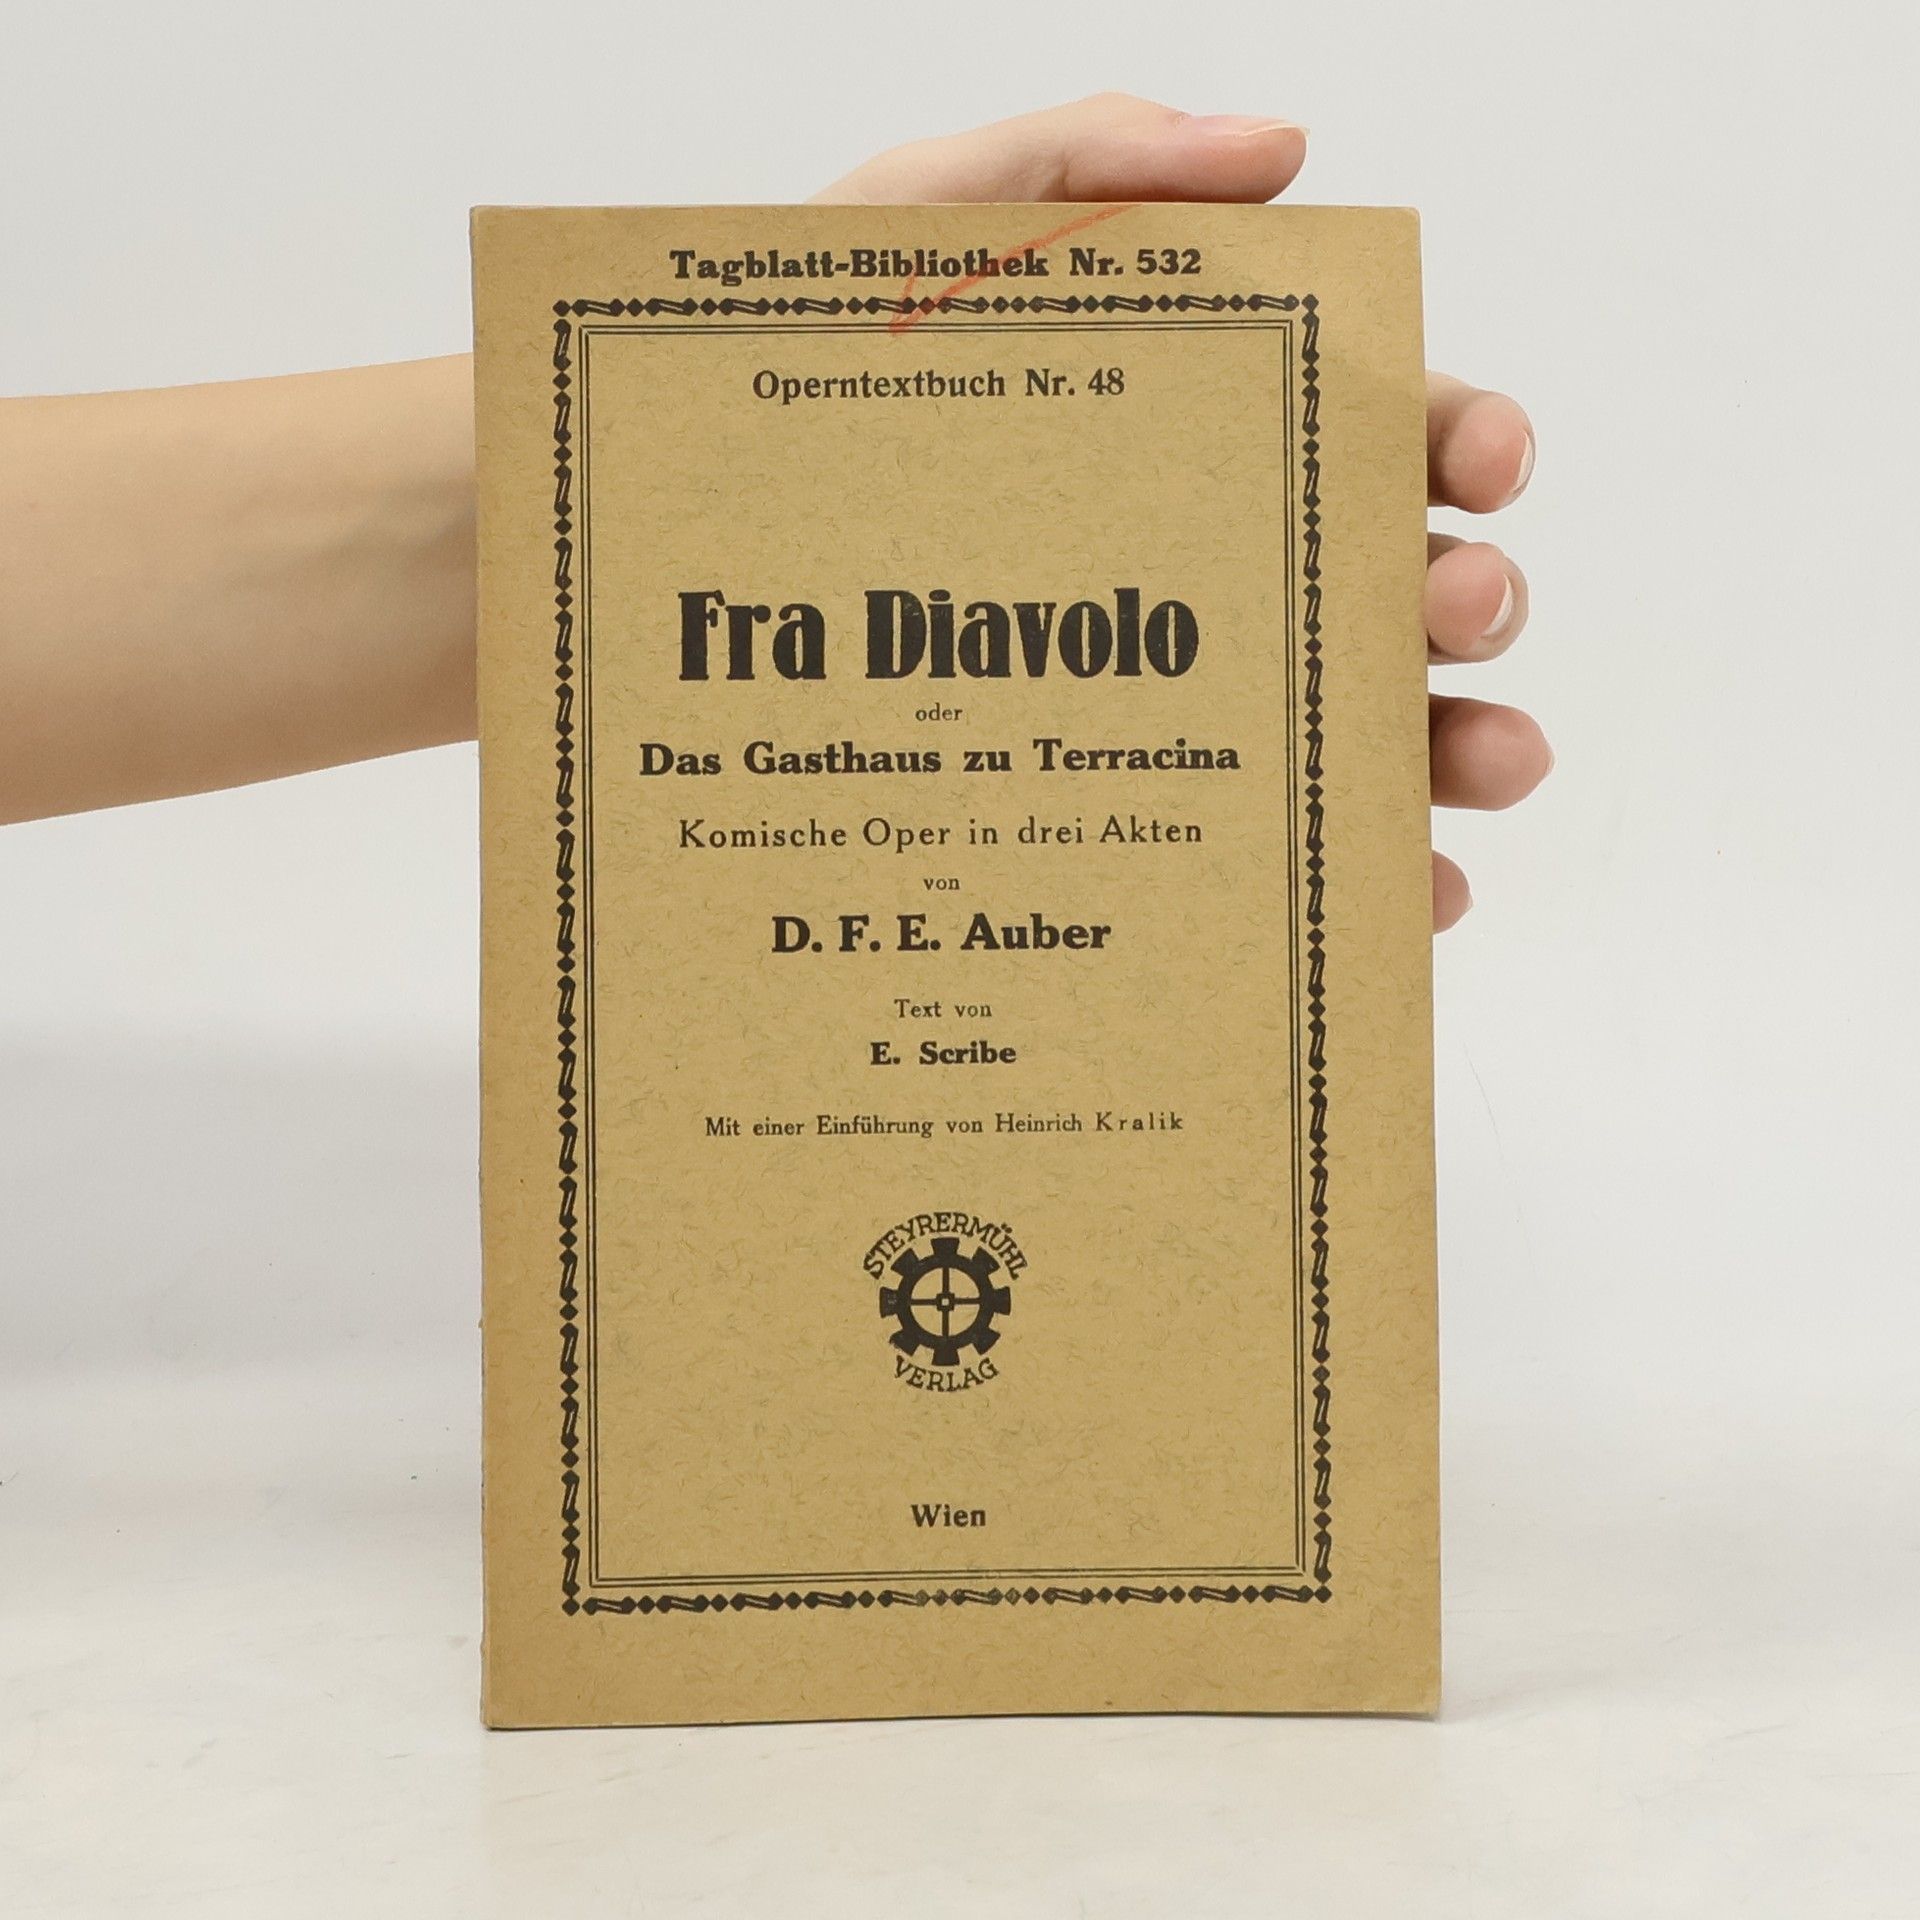 Tagblatt-Bibliothek Nr. 532
Operntextbuch Nr. 48
Fra Diavolo
oder
Das Gasthaus zu Terracina
Komische Oper in drei Akten
von
D. F. E. Auber
Text von
E. Scribe
Mit einer Einführung von Heinrich Kralik
STEYRERMÜHL
VERLAG
Wien